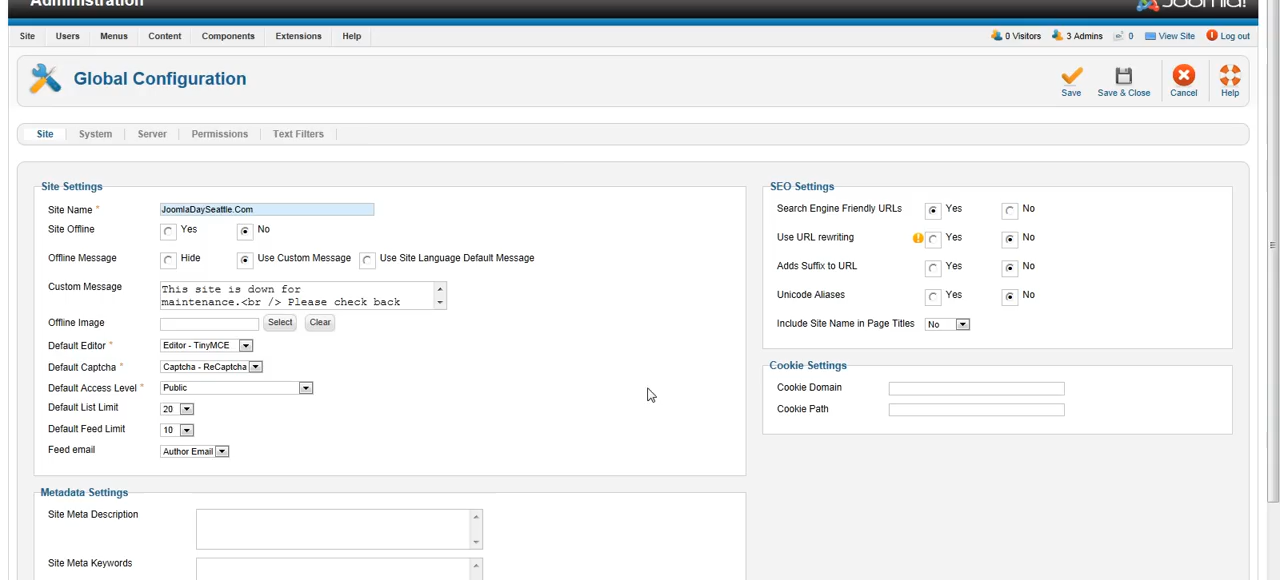 Administration
Joomla!
Site Users Menus Content Components Extensions Help 0 Visitors 3 Admins 0 View Site Log out
Global Configuration
Save Save & Close Cancel Help
Site System Server Permissions Text Filters
Site Settings
Site Name *
JoomlaDaySeattle.Com
Site Offline
Yes No
Offline Message
Hide Use Custom Message Use Site Language Default Message
Custom Message
This site is down for
maintenance.<br /> Please check back
Offline Image
Select Clear
Default Editor *
Editor - TinyMCE
Default Captcha *
Captcha - ReCaptcha
Default Access Level *
Public
Default List Limit
20
Default Feed Limit
10
Feed email
Author Email
Metadata Settings
Site Meta Description
Site Meta Keywords
SEO Settings
Search Engine Friendly URLs Yes No
Use URL rewriting Yes No
Adds Suffix to URL Yes No
Unicode Aliases Yes No
Include Site Name in Page Titles No
Cookie Settings
Cookie Domain
Cookie Path